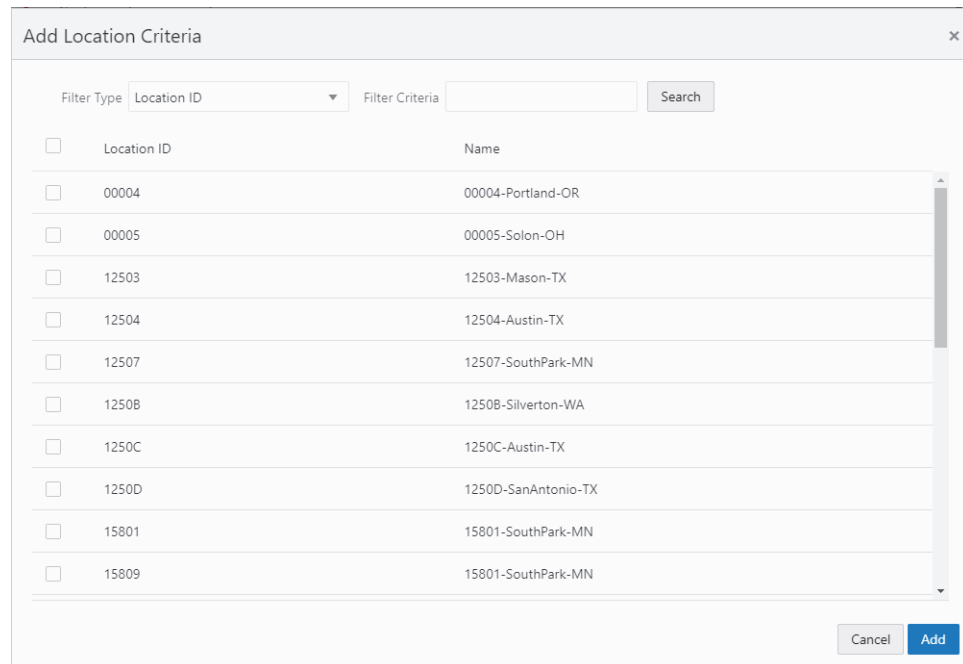 Add Location Criteria ×
Filter Type Location ID Filter Criteria Search
Location ID Name
00004 00004-Portland-OR
00005 00005-Solon-OH
12503 12503-Mason-TX
12504 12504-Austin-TX
12507 12507-SouthPark-MN
1250B 1250B-Silverton-WA
1250C 1250C-Austin-TX
1250D 1250D-SanAntonio-TX
15801 15801-SouthPark-MN
15809 15801-SouthPark-MN
Cancel Add